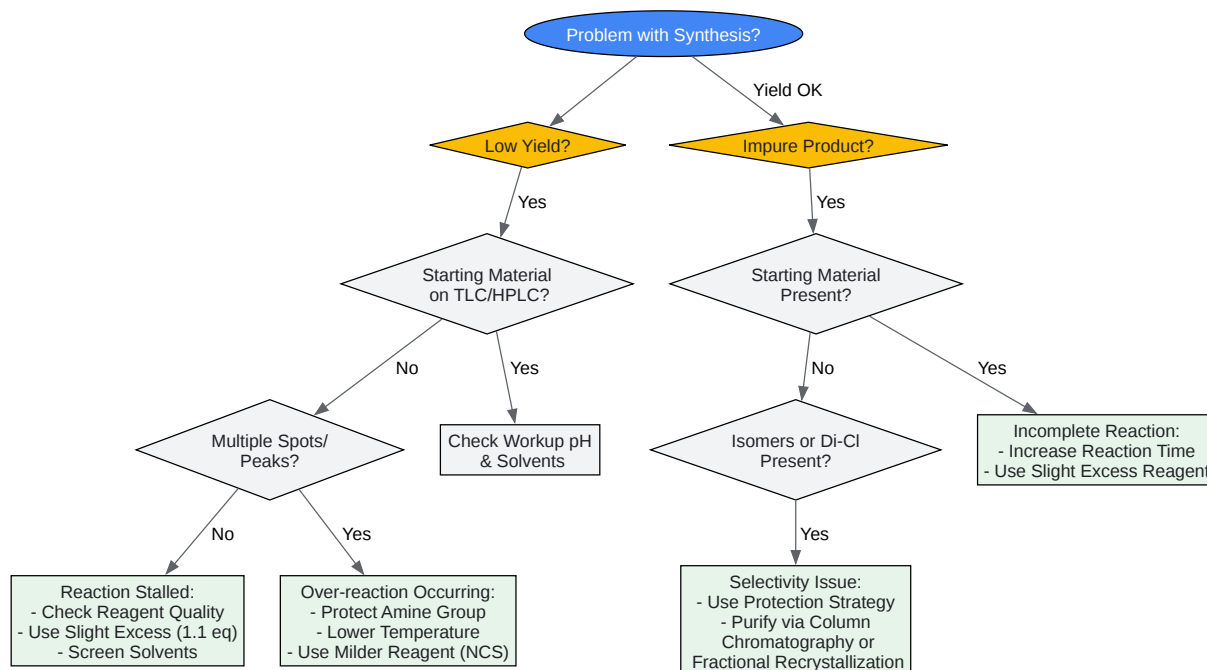 Problem with Synthesis?
Yield OK
Low Yield?
Impure Product?
Yes
Yes
Starting Material
on TLC/HPLC?
Starting Material
Present?
No
Yes
No
Yes
Multiple Spots/
Peaks?
Check Workup pH
& Solvents
Isomers or Di-Cl
Present?
Incomplete Reaction:
- Increase Reaction Time
- Use Slight Excess Reagent
No
Yes
Yes
Reaction Stalled:
- Check Reagent Quality
- Use Slight Excess (1.1 eq)
- Screen Solvents
Over-reaction Occurring:
- Protect Amine Group
- Lower Temperature
- Use Milder Reagent (NCS)
Selectivity Issue:
- Use Protection Strategy
- Purify via Column
Chromatography or
Fractional Recrystallization